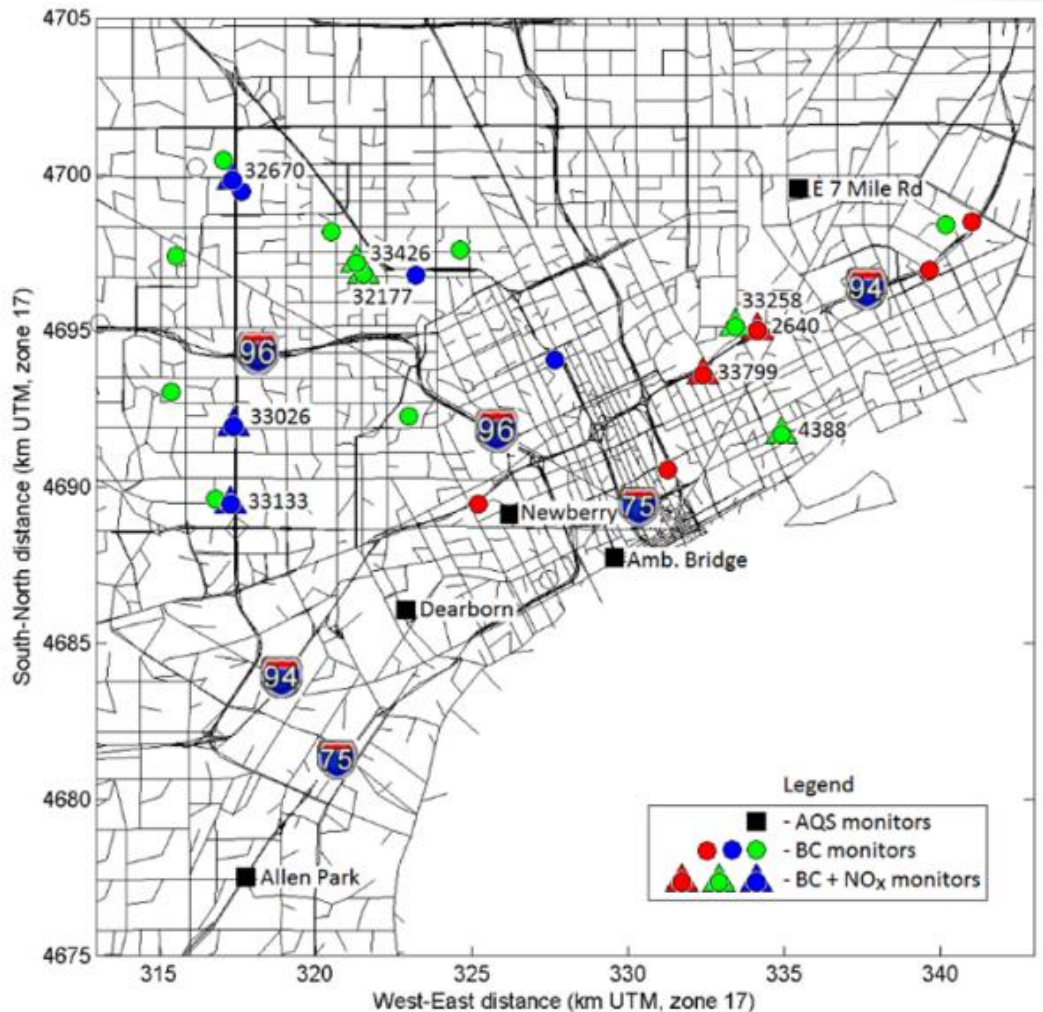 4705
4700
4695
4690
4685
4680
4675
South-North distance (km UTM, zone 17)
32670
E 7 Mile Rd
33426
32177
94
33258
2640
96
33799
33026
96
4388
33133
75
Newberry
Amb. Bridge
Dearborn
94
75
Allen Park
Legend
- AQS monitors
- BC monitors
- BC + NOx monitors
315
320
325
330
335
340
West-East distance (km UTM, zone 17)